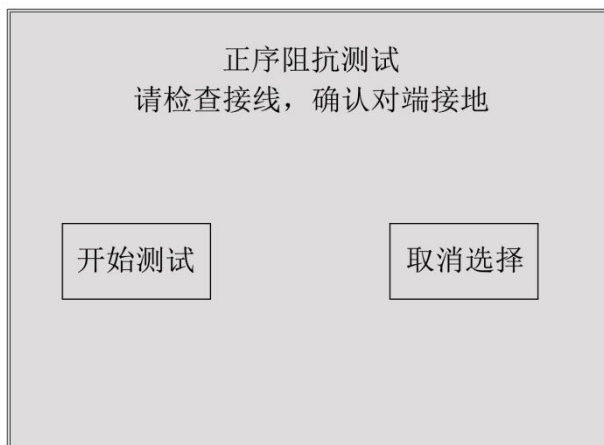 正序阻抗测试
请检查接线，确认对端接地
开始测试
取消选择